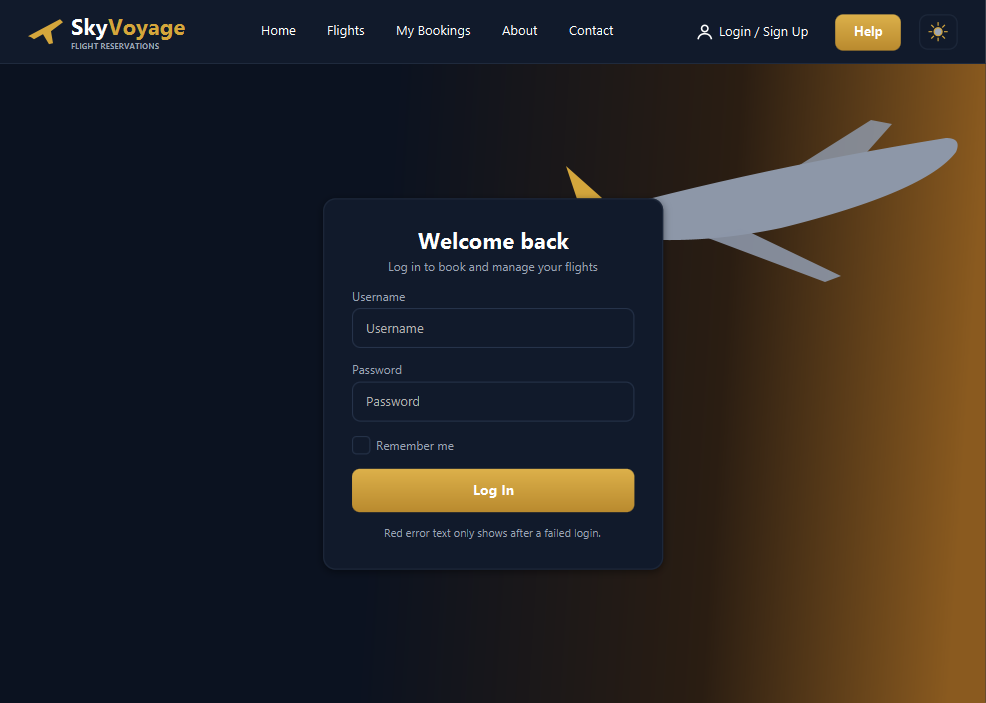 SkyVoyage
FLIGHT RESERVATIONS
Home Flights My Bookings About Contact Login / Sign Up Help
Welcome back
Log in to book and manage your flights
Username
Username
Password
Password
Remember me
Log In
Red error text only shows after a failed login.